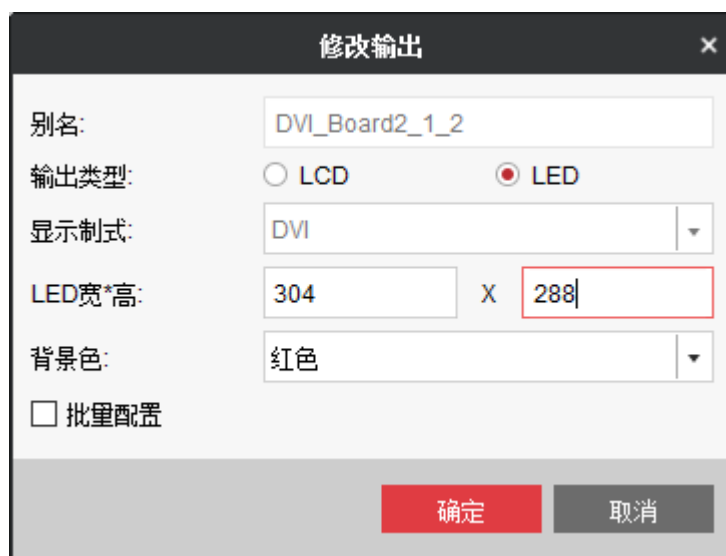 修改输出 ×
别名: DVI_Board2_1_2
输出类型: LCD LED
显示制式: DVI
LED宽*高: 304 X 288
背景色: 红色
批量配置
确定 取消